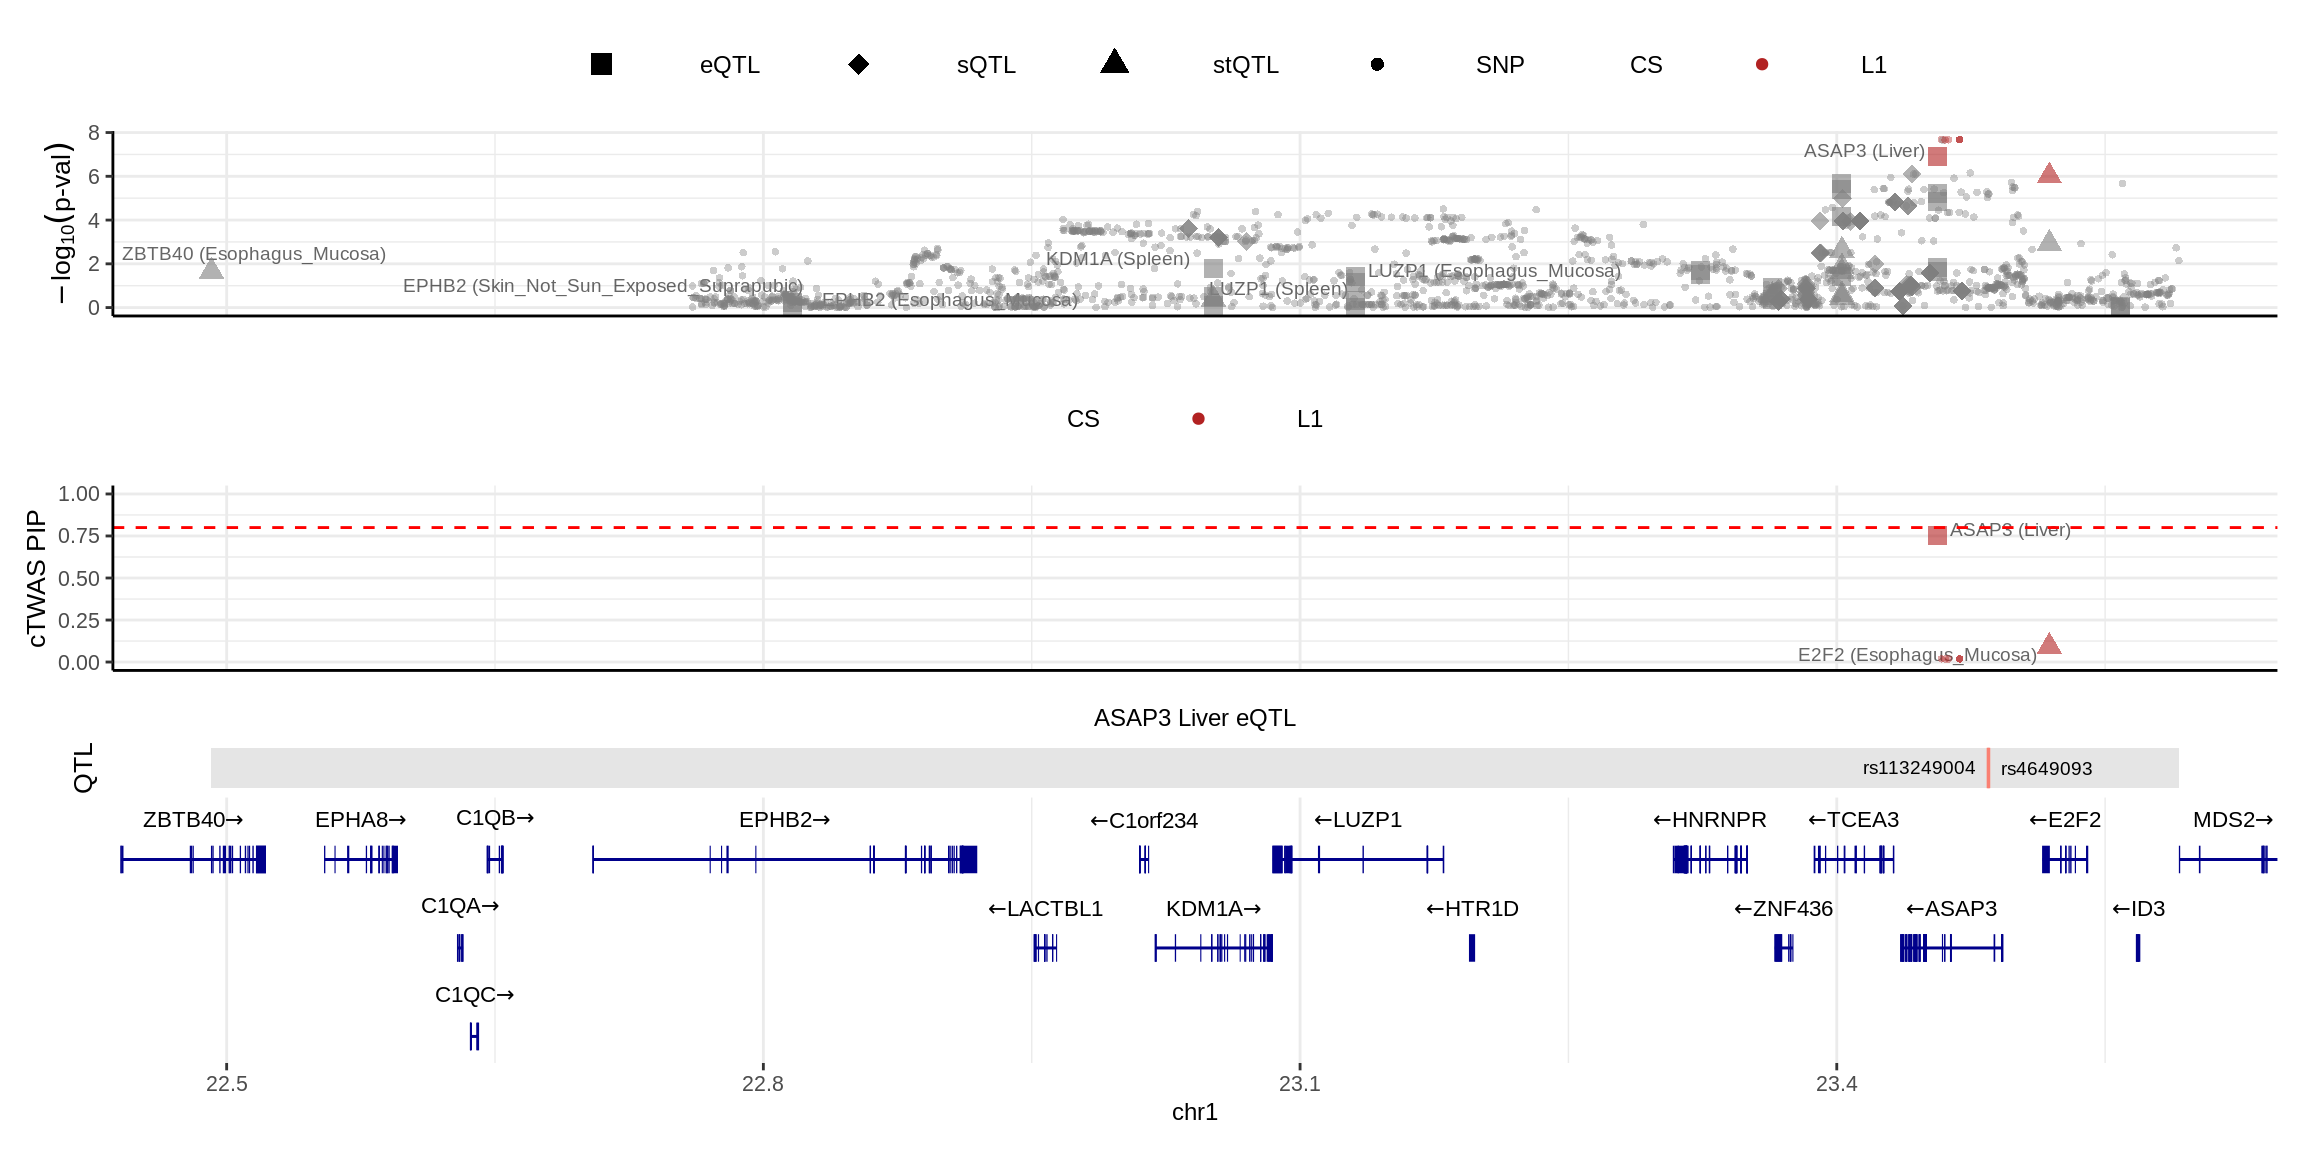 eQTL sQTL stQTL SNP CS L1
−log10(p-val)
8
6
4
2
0
ASAP3 (Liver)
ZBTB40 (Esophagus_Mucosa)
KDM1A (Spleen)
LUZP1 (Esophagus_Mucosa)
EPHB2 (Skin_Not_Sun_Exposed_Suprapubic)
LUZP1 (Spleen)
EPHB2 (Esophagus_Mucosa)
CS L1
cTWAS PIP
1.00
0.75
0.50
0.25
0.00
ASAP3 (Liver)
E2F2 (Esophagus_Mucosa)
ASAP3 Liver eQTL
QTL
rs113249004 rs4649093
ZBTB40→ EPHA8→ C1QB→ EPHB2→ ←C1orf234 ←LUZP1 ←HNRNPR ←TCEA3 ←E2F2 MDS2→
C1QA→ ←LACTBL1 KDM1A→ ←HTR1D ←ZNF436 ←ASAP3 ←ID3
C1QC→
22.5 22.8 23.1 23.4
chr1